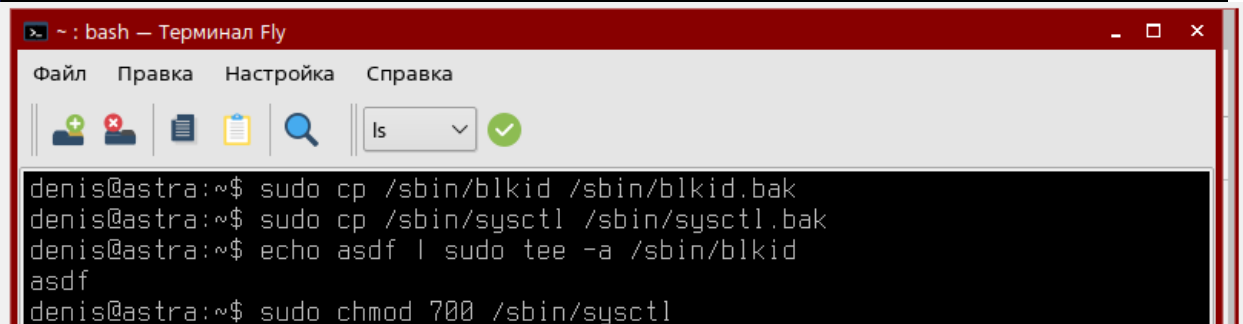 ~ : bash — Терминал Fly
Файл Правка Настройка Справка
ls
denis@astra:~$ sudo cp /sbin/blkid /sbin/blkid.bak
denis@astra:~$ sudo cp /sbin/sysctl /sbin/sysctl.bak
denis@astra:~$ echo asdf | sudo tee -a /sbin/blkid
asdf
denis@astra:~$ sudo chmod 700 /sbin/sysctl